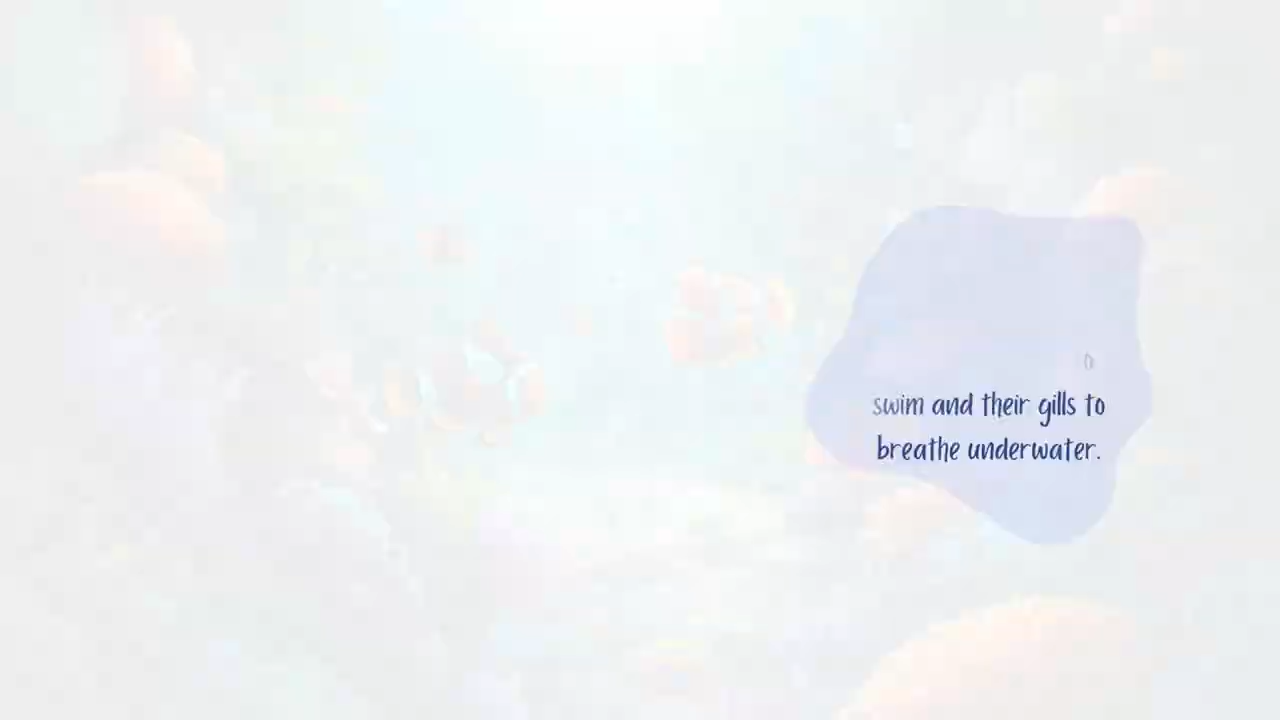 swim and their gills to
breathe underwater.